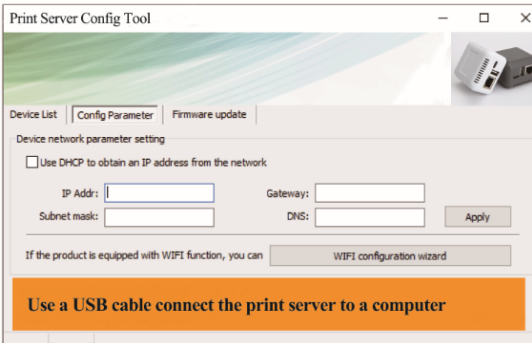 Print Server Config Tool
Device List Config Parameter Firmware update
Device network parameter setting
Use DHCP to obtain an IP address from the network
IP Addr: Gateway:
Subnet mask: DNS: Apply
If the product is equipped with WIFI function, you can WIFI configuration wizard
Use a USB cable connect the print server to a computer